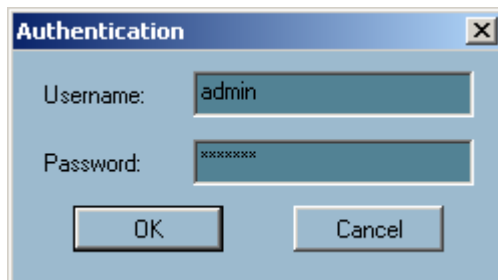 Authentication
Username: admin
Password: *******
OK Cancel